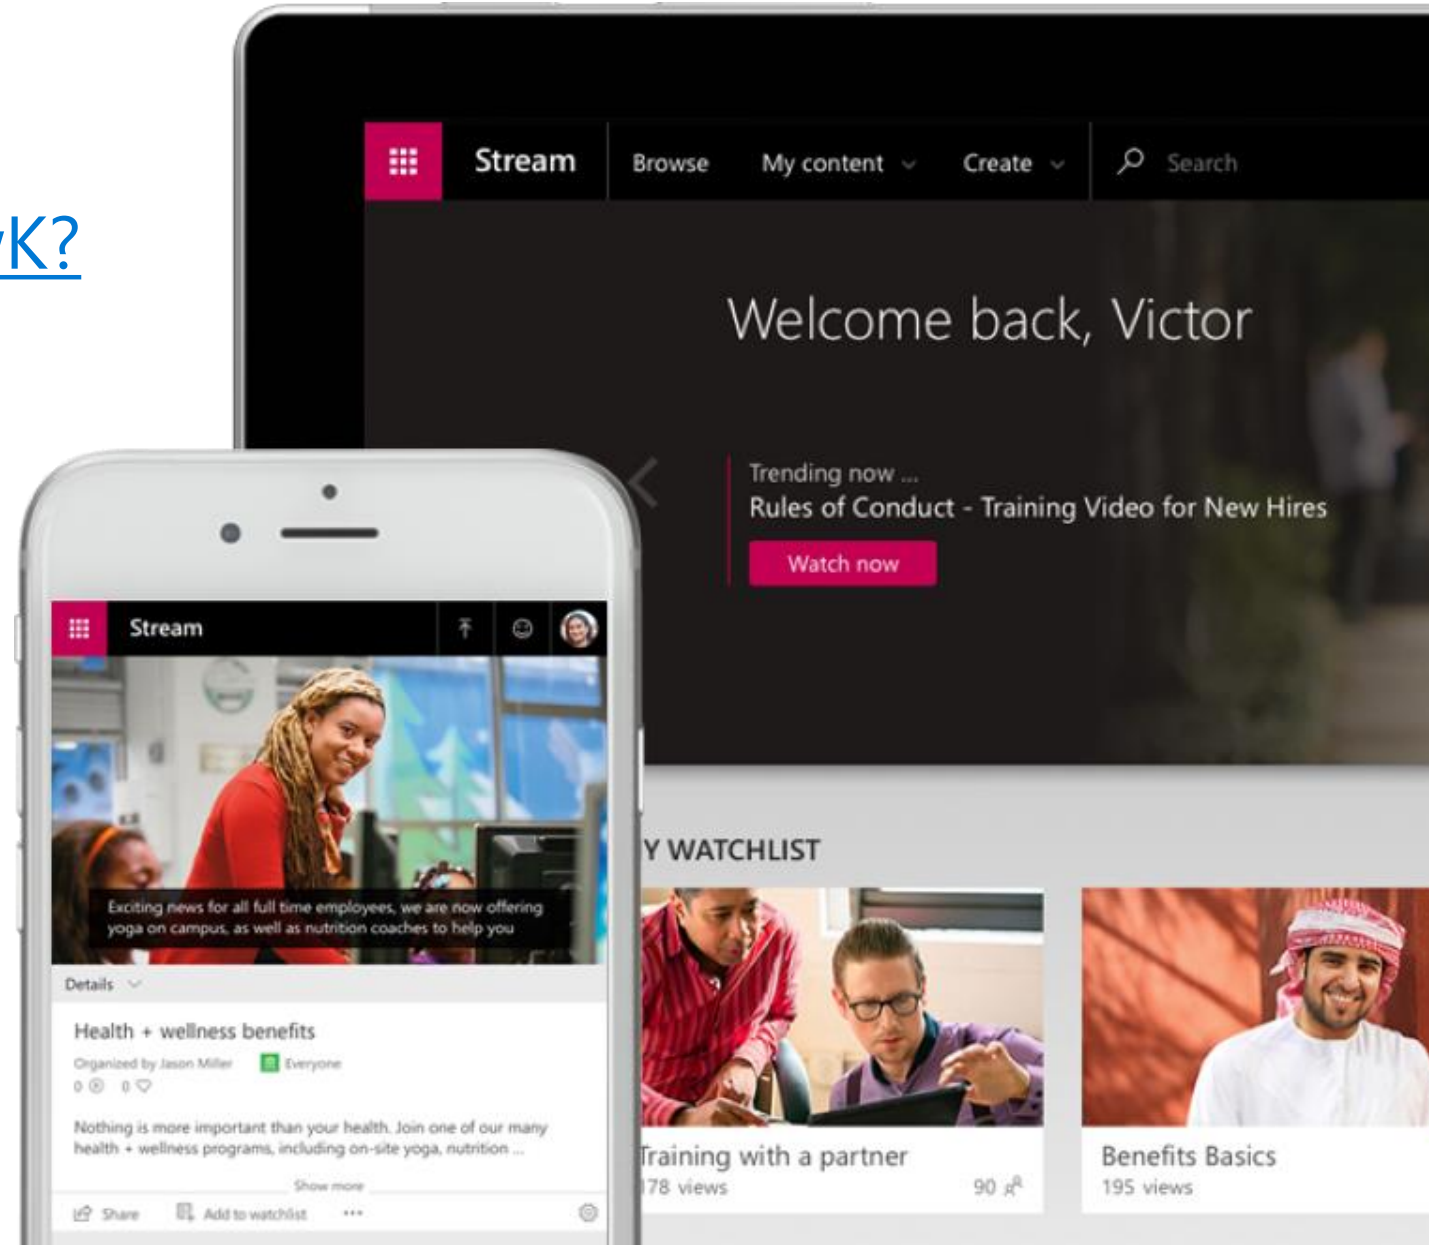 K?
Stream
Browse
My content
Create
Search
Welcome back, Victor
Trending now ...
Rules of Conduct - Training Video for New Hires
Watch now
Stream
Exciting news for all full time employees, we are now offering
yoga on campus, as well as nutrition coaches to help you
Details
Health + wellness benefits
Organized by Jason Miller
Everyone
0 0
Nothing is more important than your health. Join one of our many
health + wellness programs, including on-site yoga, nutrition ...
Show more
Share
Add to watchlist
...
Y WATCHLIST
Training with a partner
178 views
90
Benefits Basics
195 views